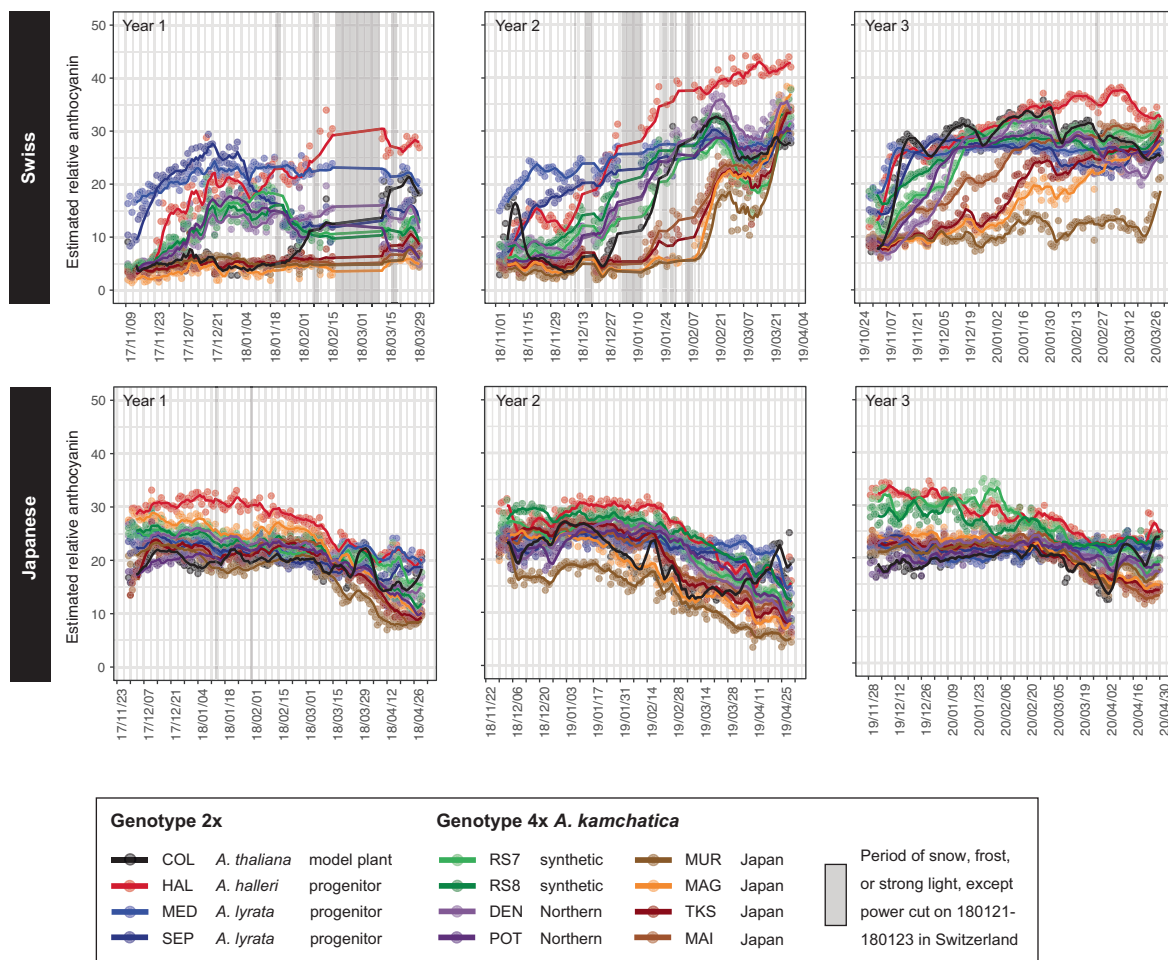 Swiss
Estimated relative anthocyanin
50
40
30
20
10
0
Year 1
17/11/09
17/11/23
17/12/07
17/12/21
18/01/04
18/01/18
18/02/01
18/02/15
18/03/01
18/03/15
18/03/29
Year 2
18/11/01
18/11/15
18/11/29
18/12/13
18/12/27
19/01/10
19/01/24
19/02/07
19/02/21
19/03/07
19/03/21
19/04/04
Year 3
19/10/24
19/11/07
19/11/21
19/12/05
19/12/19
20/01/02
20/01/16
20/01/30
20/02/13
20/02/27
20/03/12
20/03/26
Japanese
Estimated relative anthocyanin
50
40
30
20
10
0
Year 1
17/11/23
17/12/07
17/12/21
18/01/04
18/01/18
18/02/01
18/02/15
18/03/01
18/03/15
18/03/29
18/04/12
18/04/26
Year 2
18/11/22
18/12/06
18/12/20
19/01/03
19/01/17
19/01/31
19/02/14
19/02/28
19/03/14
19/03/28
19/04/11
19/04/25
Year 3
19/11/28
19/12/12
19/12/26
20/01/09
20/01/23
20/02/06
20/02/20
20/03/05
20/03/19
20/04/02
20/04/16
20/04/30
Genotype 2x
COL A. thaliana model plant
HAL A. halleri progenitor
MED A. lyrata progenitor
SEP A. lyrata progenitor
Genotype 4x A. kamchatica
RS7 synthetic
RS8 synthetic
DEN Northern
POT Northern
MUR Japan
MAG Japan
TKS Japan
MAI Japan
Period of snow, frost,
or strong light, except
power cut on 180121-
180123 in Switzerland